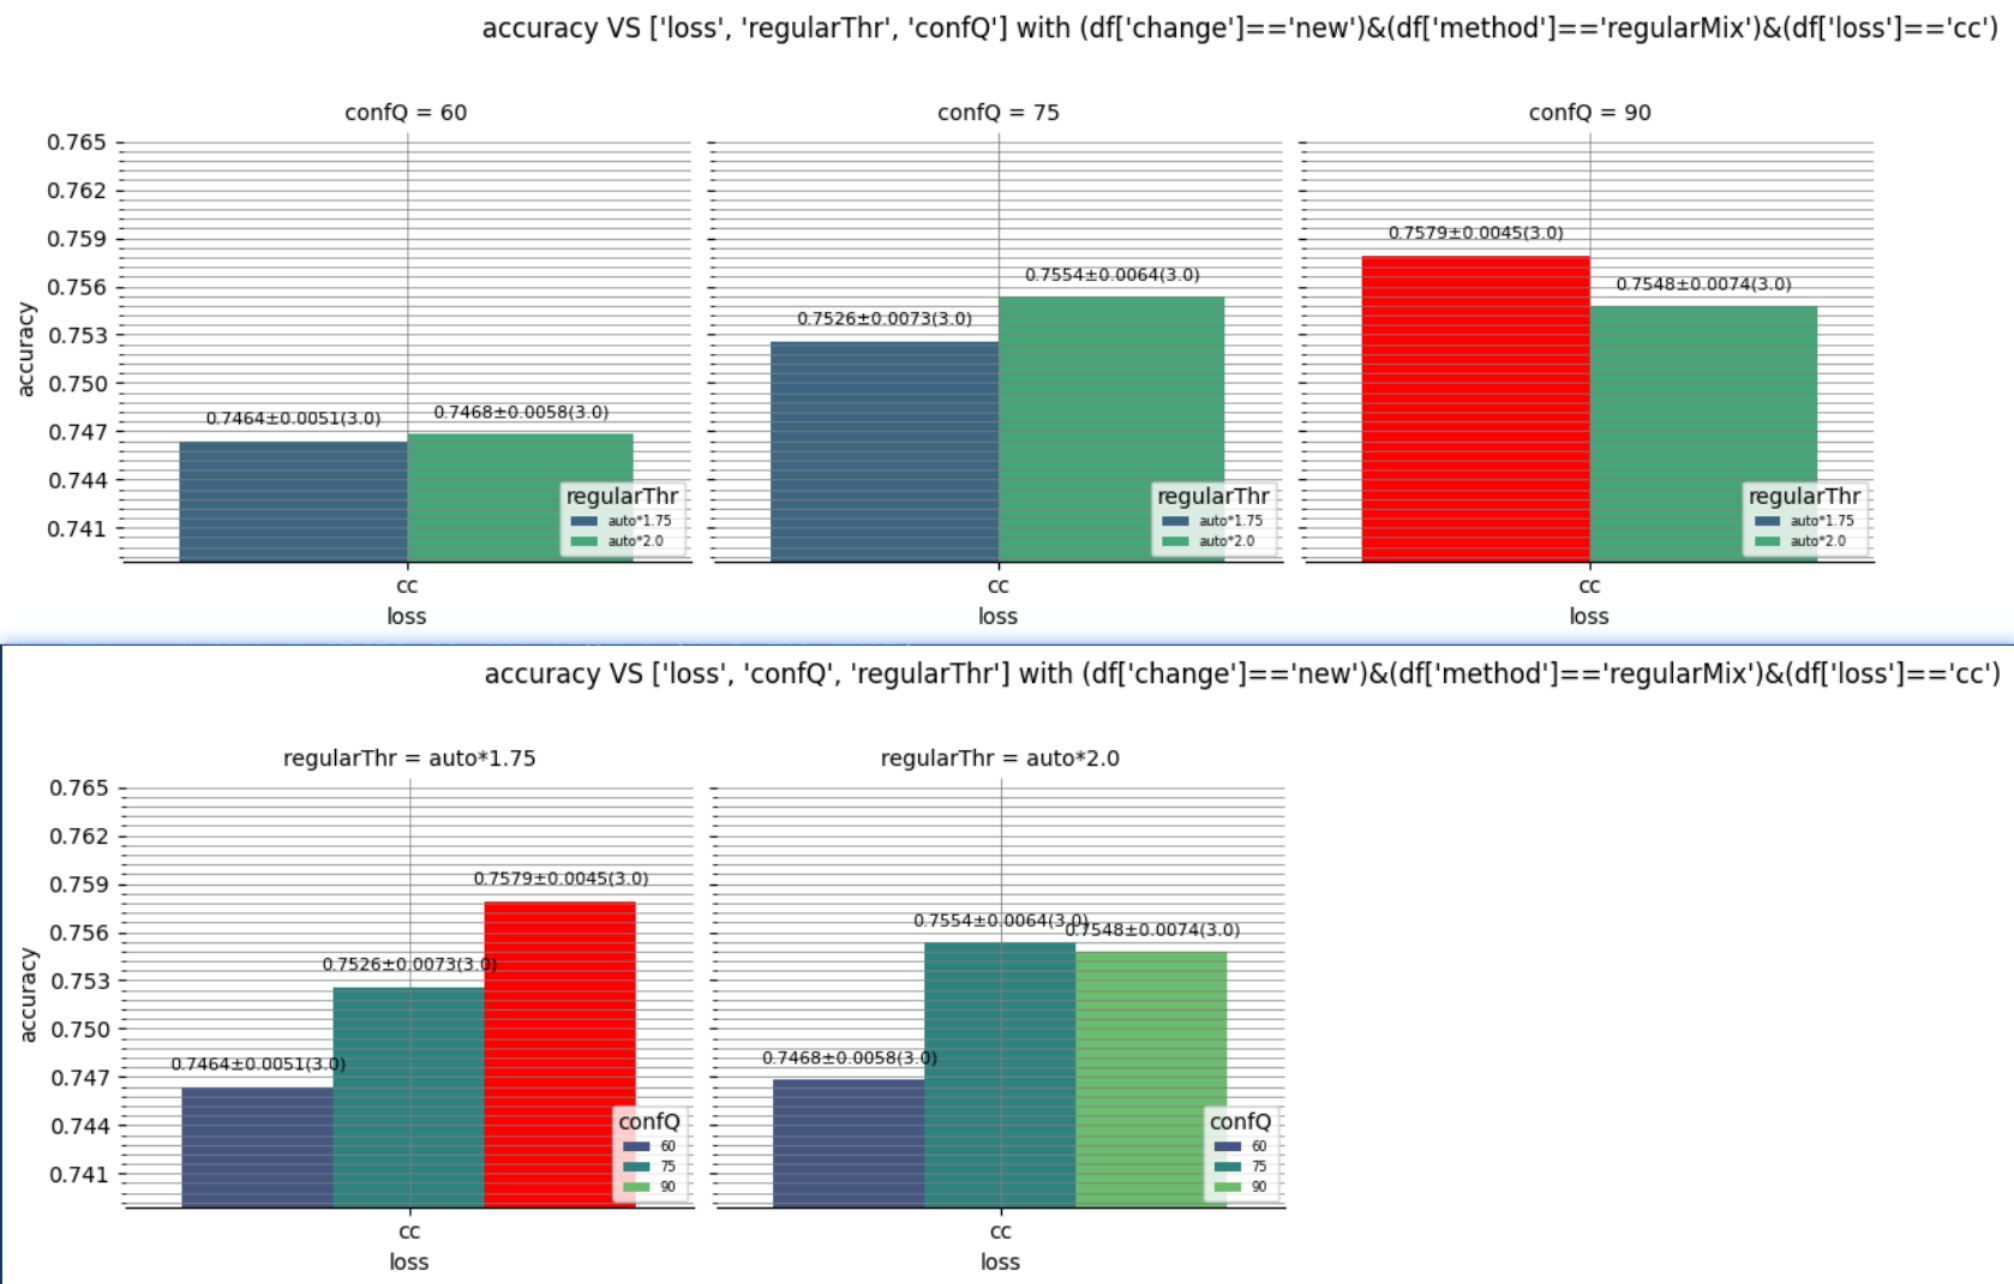 accuracy VS ['loss', 'regularThr', 'confQ'] with (df['change']=='new')&(df['method']=='regularMix')&(df['loss']=='cc')
confQ = 60
confQ = 75
confQ = 90
accuracy
0.765
0.762
0.759
0.756
0.753
0.750
0.747
0.744
0.741
0.7464±0.0051(3.0)
0.7468±0.0058(3.0)
regularThr
auto*1.75
auto*2.0
cc
loss
0.7526±0.0073(3.0)
0.7554±0.0064(3.0)
regularThr
auto*1.75
auto*2.0
cc
loss
0.7579±0.0045(3.0)
0.7548±0.0074(3.0)
regularThr
auto*1.75
auto*2.0
cc
loss
accuracy VS ['loss', 'confQ', 'regularThr'] with (df['change']=='new')&(df['method']=='regularMix')&(df['loss']=='cc')
regularThr = auto*1.75
regularThr = auto*2.0
accuracy
0.765
0.762
0.759
0.756
0.753
0.750
0.747
0.744
0.741
0.7464±0.0051(3.0)
0.7526±0.0073(3.0)
0.7579±0.0045(3.0)
confQ
60
75
90
cc
loss
0.7468±0.0058(3.0)
0.7554±0.0064(3.0)
0.7548±0.0074(3.0)
confQ
60
75
90
cc
loss